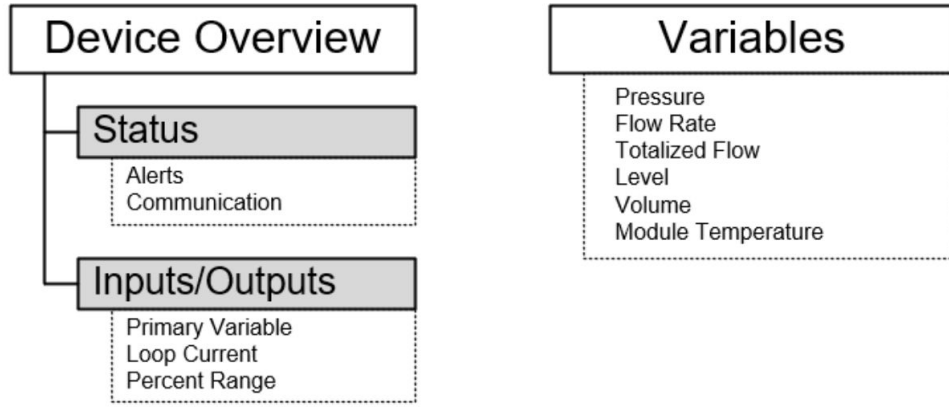 Device Overview
Status
Alerts
Communication
Inputs/Outputs
Primary Variable
Loop Current
Percent Range
Variables
Pressure
Flow Rate
Totalized Flow
Level
Volume
Module Temperature